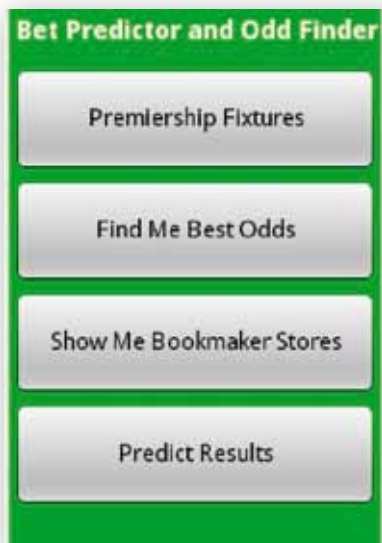 Bet Predictor and Odd Finder
Premiership Fixtures
Find Me Best Odds
Show Me Bookmaker Stores
Predict Results